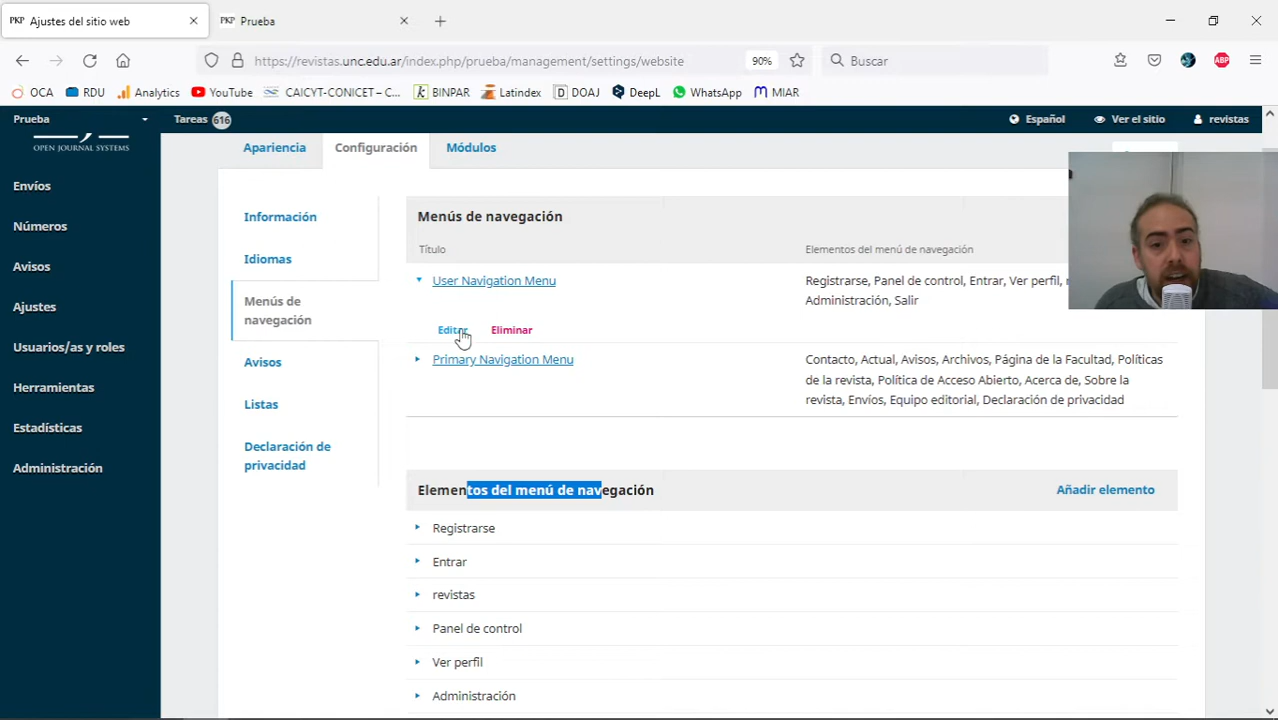 PKP Ajustes del sitio web
PKP Prueba
https://revistas.unc.edu.ar/index.php/prueba/management/settings/website
90%
Buscar
ABP
OCA
RDU
Analytics
YouTube
CAICYT-CONICET – C...
BINPAR
Latindex
DOAJ
DeepL
WhatsApp
MIAR
Prueba
Tareas 616
Español
Ver el sitio
revistas
OPEN JOURNAL SYSTEMS
Envíos
Números
Avisos
Ajustes
Usuarios/as y roles
Herramientas
Estadísticas
Administración
Apariencia
Configuración
Módulos
Información
Idiomas
Menús de
navegación
Avisos
Listas
Declaración de
privacidad
Menús de navegación
Título
Elementos del menú de navegación
User Navigation Menu
Registrarse, Panel de control, Entrar, Ver perfil,
Administración, Salir
Editar
Eliminar
Primary Navigation Menu
Contacto, Actual, Avisos, Archivos, Página de la Facultad, Políticas
de la revista, Política de Acceso Abierto, Acerca de, Sobre la
revista, Envíos, Equipo editorial, Declaración de privacidad
Elementos del menú de navegación
Añadir elemento
Registrarse
Entrar
revistas
Panel de control
Ver perfil
Administración